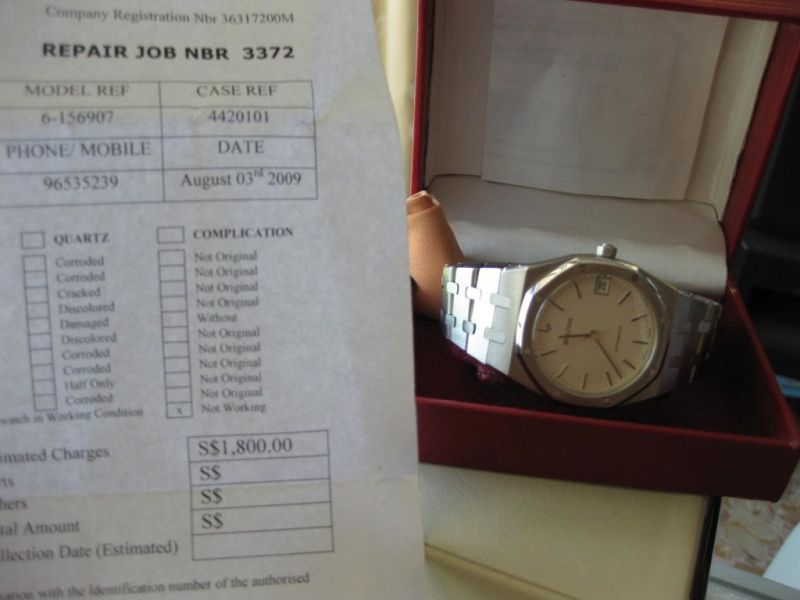 Company Registration Nbr 36317200M
REPAIR JOB NBR 3372
MODEL REF CASE REF
6-156907 4420101
PHONE/ MOBILE DATE
96535239 August 03rd 2009
QUARTZ COMPLICATION
Corroded Not Original
Corroded Not Original
Cracked Not Original
Discolored Not Original
Damaged Without
Discolored Not Original
Corroded Not Original
Corroded Not Original
Half Only Not Original
Corroded Not Original
watch in Working Condition x Not Working
imated Charges S$1,800.00
rts S$
hers S$
tal Amount S$
llection Date (Estimated)
sation with the Identification number of the authorised
BULOVA